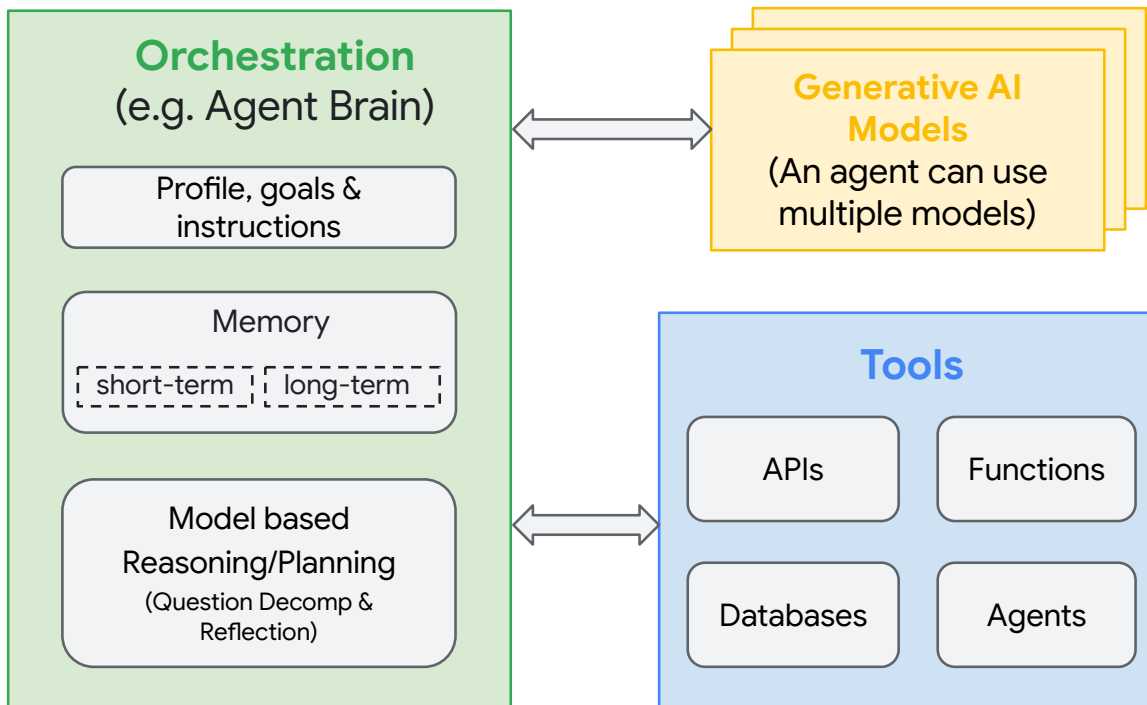 Orchestration
(e.g. Agent Brain)
Profile, goals &
instructions
Memory
short-term
long-term
Model based
Reasoning/Planning
(Question Decomp &
Reflection)
Generative AI
Models
(An agent can use
multiple models)
Tools
APIs
Functions
Databases
Agents